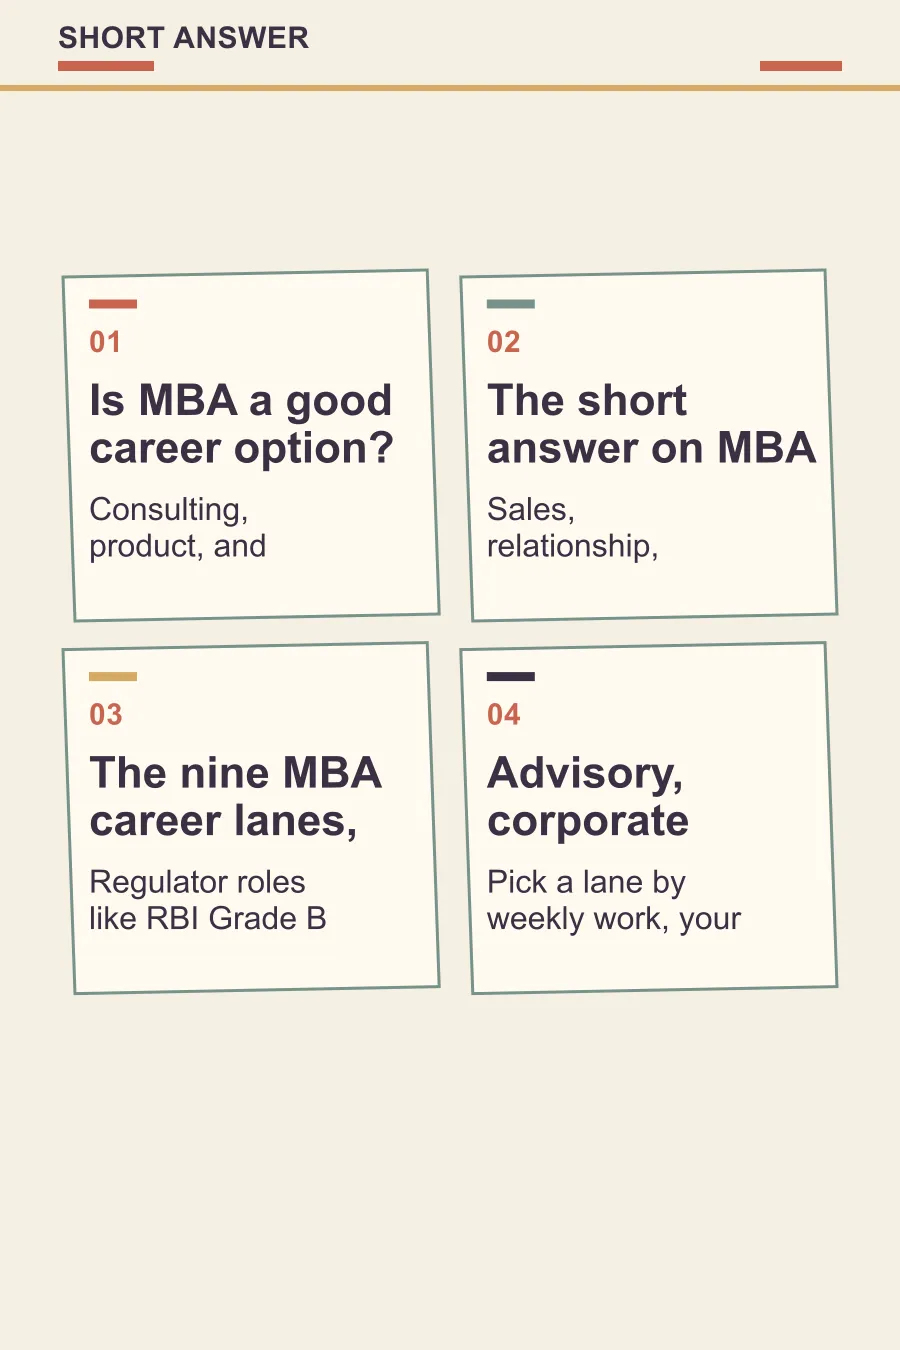 SHORT ANSWER
01
Is MBA a good
career option?
Consulting,
product, and
02
The short
answer on MBA
Sales,
relationship,
03
The nine MBA
career lanes,
Regulator roles
like RBI Grade B
04
Advisory,
corporate
Pick a lane by
weekly work, your